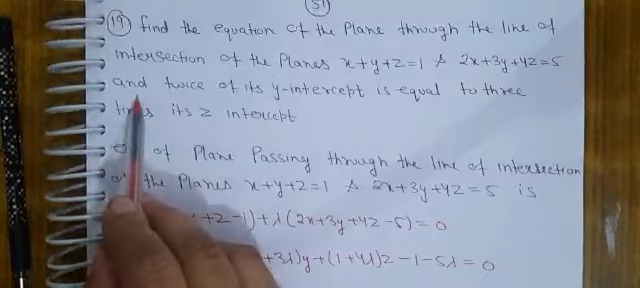 51
19 find the equation of the Plane through the line of
intersection of the Planes x+y+z=1 & 2x+3y+4z=5
and twice of its y-intercept is equal to three
its z intercept
of Plane Passing through the line of intersection
the Planes x+y+z=1 & 2x+3y+4z=5 is
+z-1)+λ(2x+3y+4z-5)=0
+3λ)y+(1+4λ)z-1-5λ=0